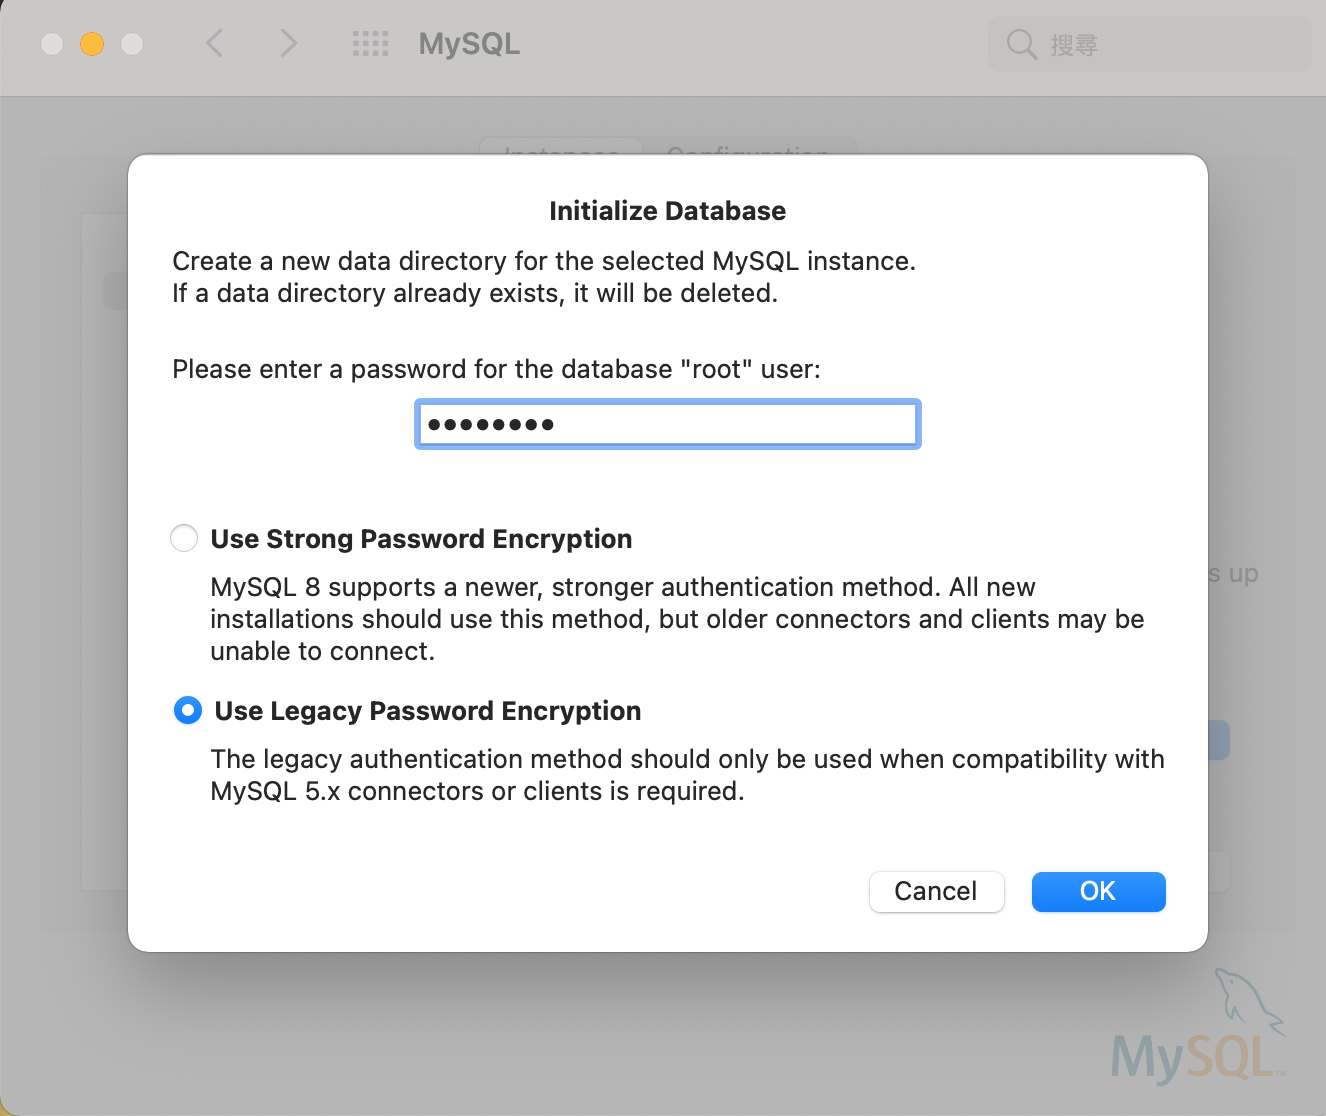 MySQL
搜尋
Instances Configuration
Initialize Database
Create a new data directory for the selected MySQL instance.
If a data directory already exists, it will be deleted.
Please enter a password for the database "root" user:
Use Strong Password Encryption
MySQL 8 supports a newer, stronger authentication method. All new
installations should use this method, but older connectors and clients may be
unable to connect.
s up
Use Legacy Password Encryption
The legacy authentication method should only be used when compatibility with
MySQL 5.x connectors or clients is required.
Cancel OK
MySQL™